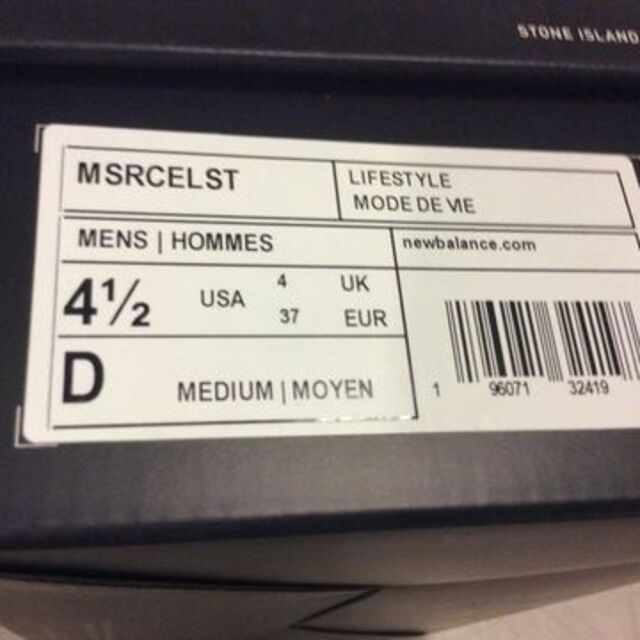 STONE ISLAND
MSRCELST
LIFESTYLE
MODE DE VIE
MENS | HOMMES
newbalance.com
4½ USA 4 UK
37 EUR
D MEDIUM | MOYEN
1 96071 32419